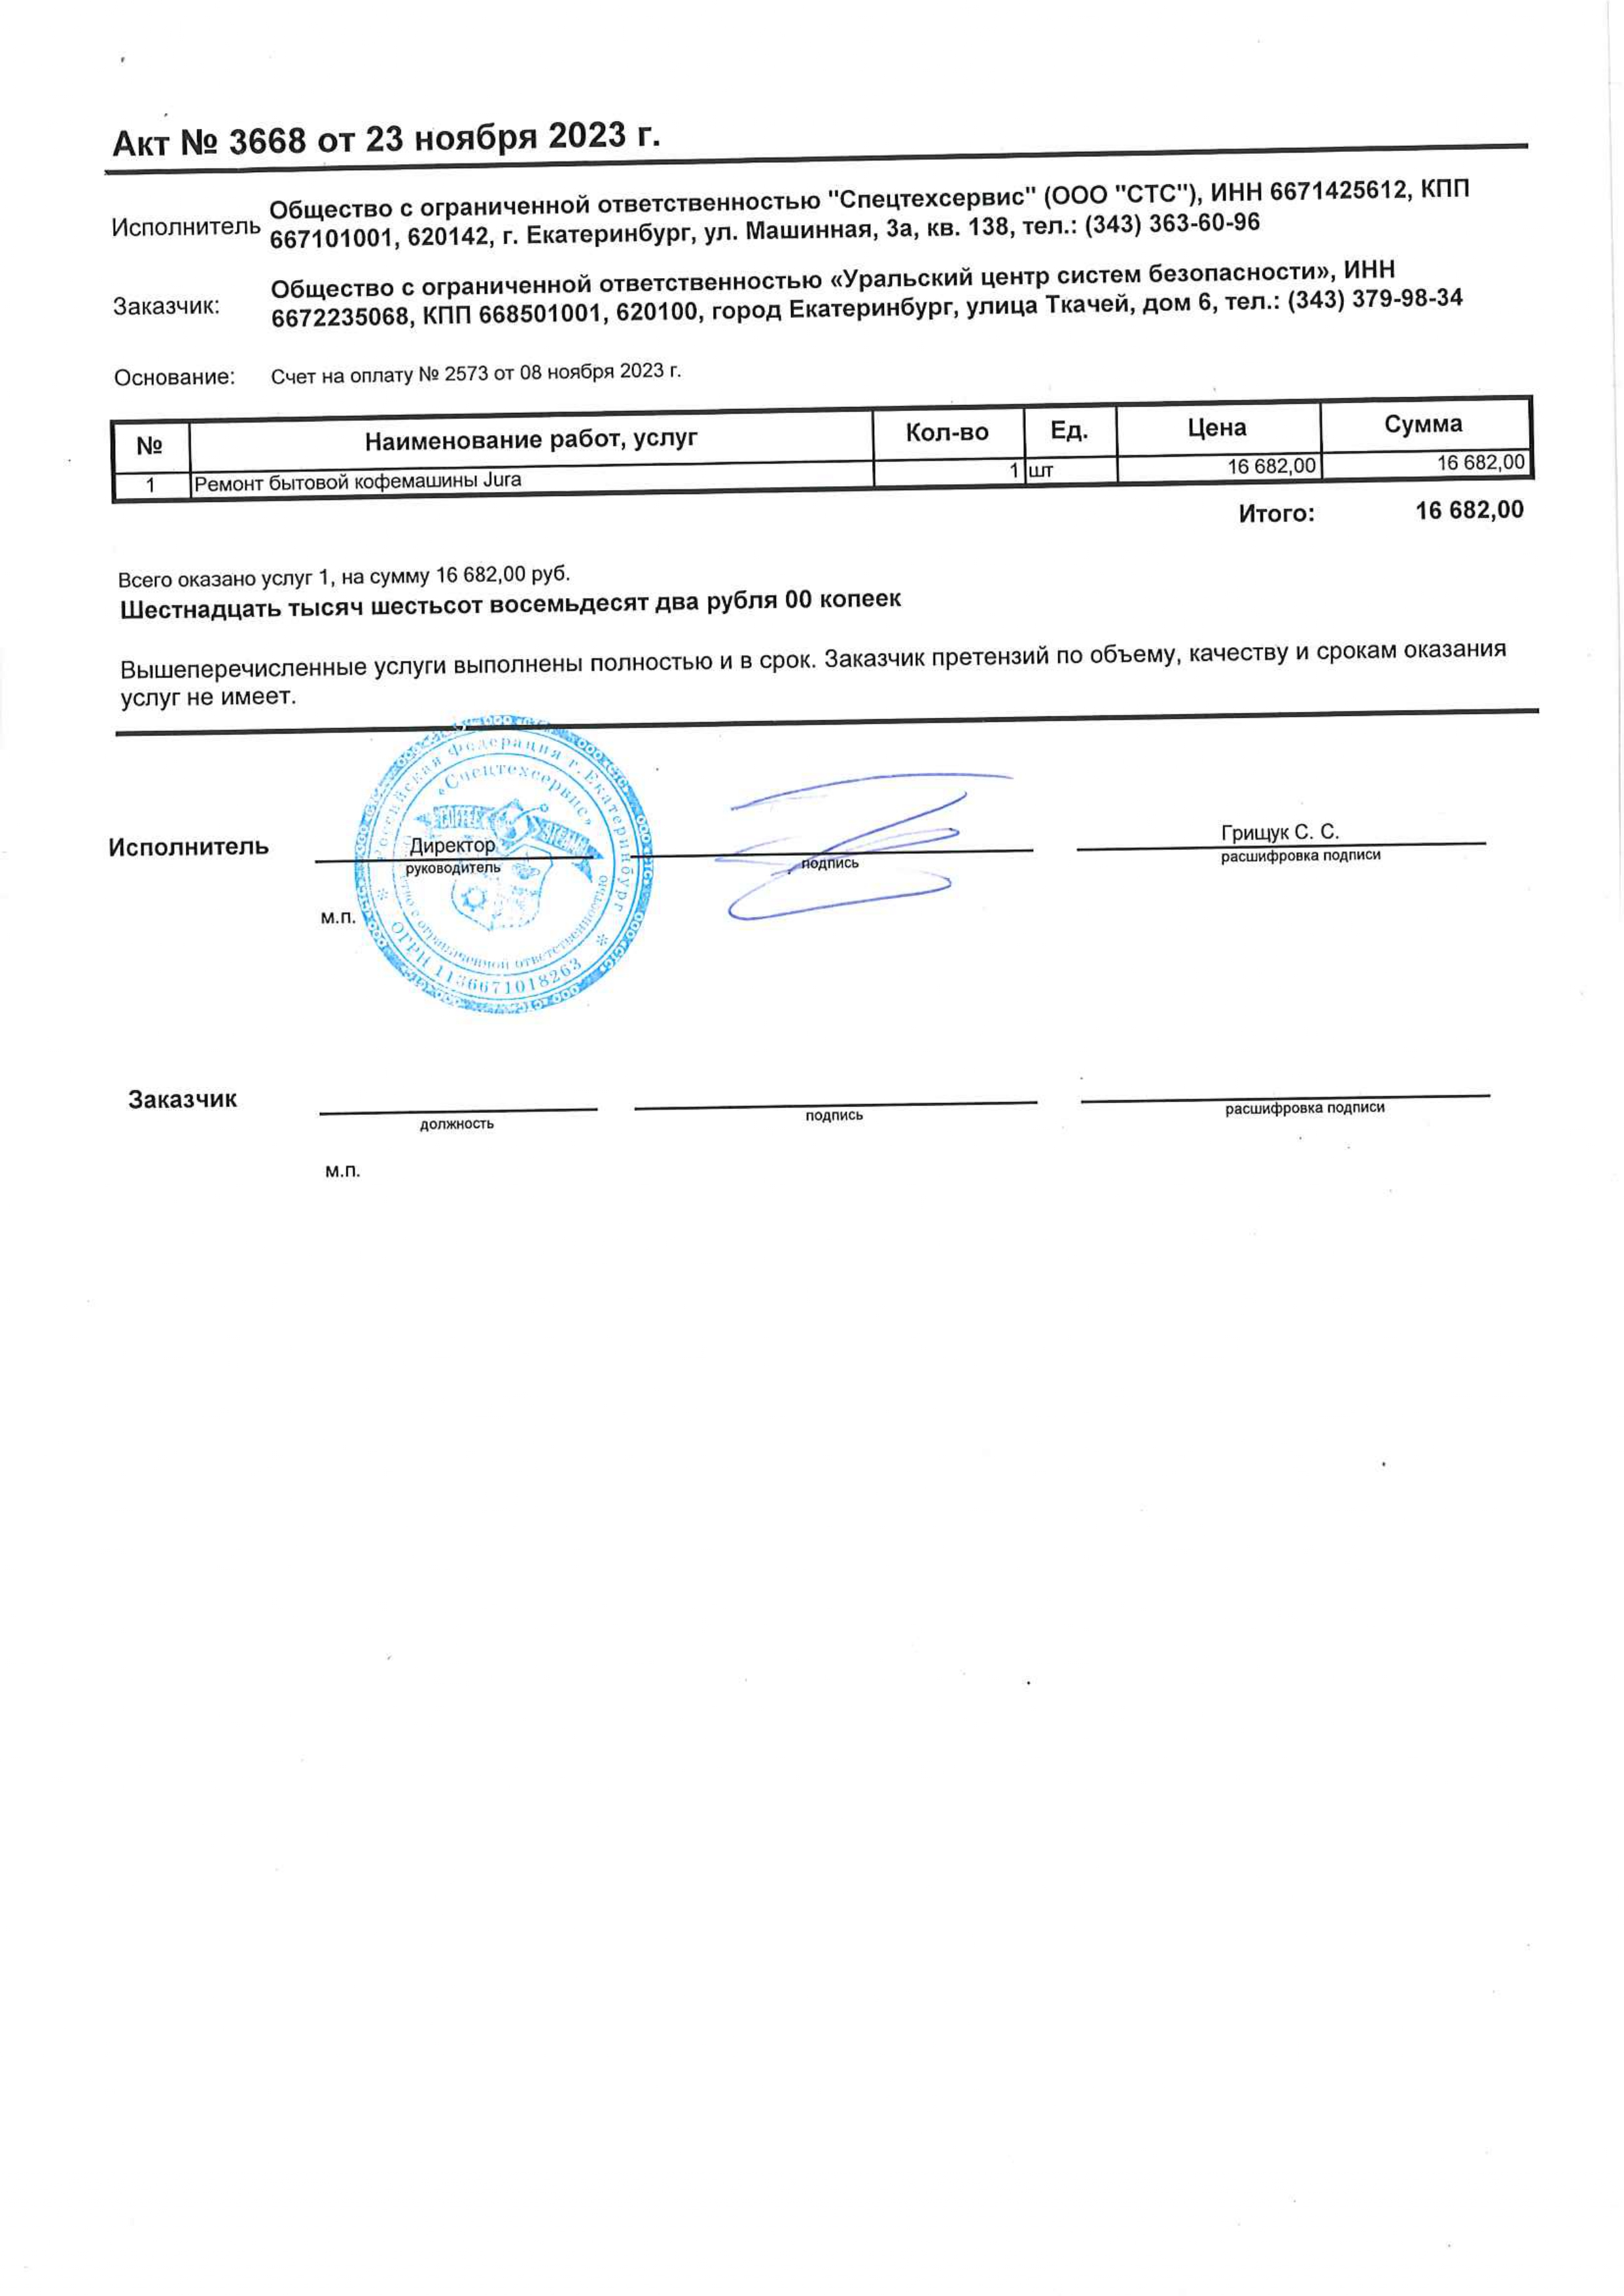 Акт № 3668 от 23 ноября 2023 г.
Исполнитель
Общество с ограниченной ответственностью "Спецтехсервис" (ООО "СТС"), ИНН 6671425612, КПП
667101001, 620142, г. Екатеринбург, ул. Машинная, 3а, кв. 138, тел.: (343) 363-60-96
Заказчик:
Общество с ограниченной ответственностью «Уральский центр систем безопасности», ИНН
6672235068, КПП 668501001, 620100, город Екатеринбург, улица Ткачей, дом 6, тел.: (343) 379-98-34
Основание: Счет на оплату № 2573 от 08 ноября 2023 г.
№ Наименование работ, услуг Кол-во Ед. Цена Сумма
1 Ремонт бытовой кофемашины Jura 1 шт 16 682,00 16 682,00
Итого: 16 682,00
Всего оказано услуг 1, на сумму 16 682,00 руб.
Шестнадцать тысяч шестьсот восемьдесят два рубля 00 копеек
Вышеперечисленные услуги выполнены полностью и в срок. Заказчик претензий по объему, качеству и срокам оказания
услуг не имеет.
Российская Федерация г. Екатеринбург
«Спецтехсервис»
с ограниченной ответственностью
ОГРН 1136671018263
Исполнитель Директор Грищук С. С.
руководитель подпись расшифровка подписи
м.п.
Заказчик
должность подпись расшифровка подписи
м.п.